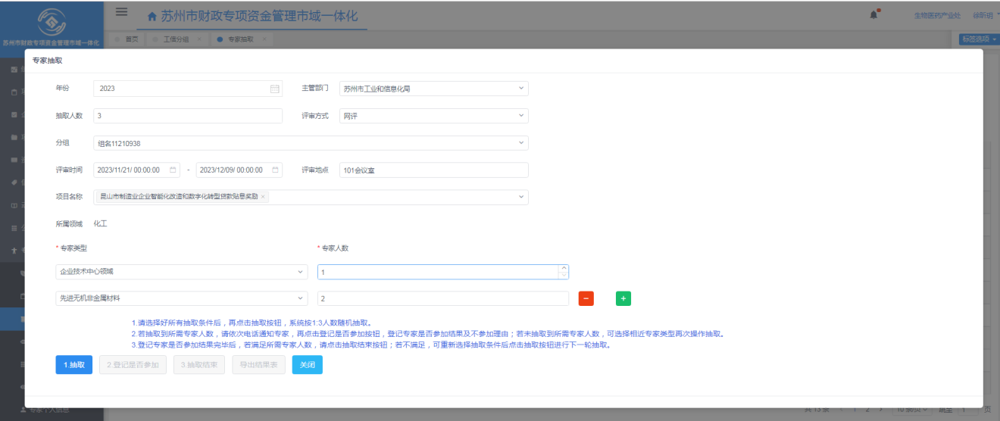 苏州市财政专项资金管理市域一体化
生物医药产业处 徐昕玥
苏州市财政专项资金管理市域一体化
首页 工信分组 × 专家抽取 ×
标签选项
专家抽取
年份 2023 主管部门 苏州市工业和信息化局
抽取人数 3 评审方式 网评
分组 组名11210938
评审时间 2023/11/21/ 00:00:00 - 2023/12/09/ 00:00:00 评审地点 101会议室
项目名称 昆山市制造业企业智能化改造和数字化转型贷款贴息奖励 ×
所属领域 化工
* 专家类型 * 专家人数
企业技术中心领域 1
先进无机非金属材料 2 - +
1.请选择好所有抽取条件后，再点击抽取按钮，系统按1:3人数随机抽取。
2.若抽取到所需专家人数，请依次电话通知专家，再点击登记是否参加按钮，登记专家是否参加结果及不参加理由；若未抽取到所需专家人数，可选择相近专家类型再次操作抽取。
3.登记专家是否参加结果完毕后，若满足所需专家人数，请点击抽取结束按钮；若不满足，可重新选择抽取条件后点击抽取按钮进行下一轮抽取。
1.抽取 2.登记是否参加 3.抽取结束 导出结果表 关闭
专家个人信息
共 13 条 1 2 10 条/页 跳至 1 页